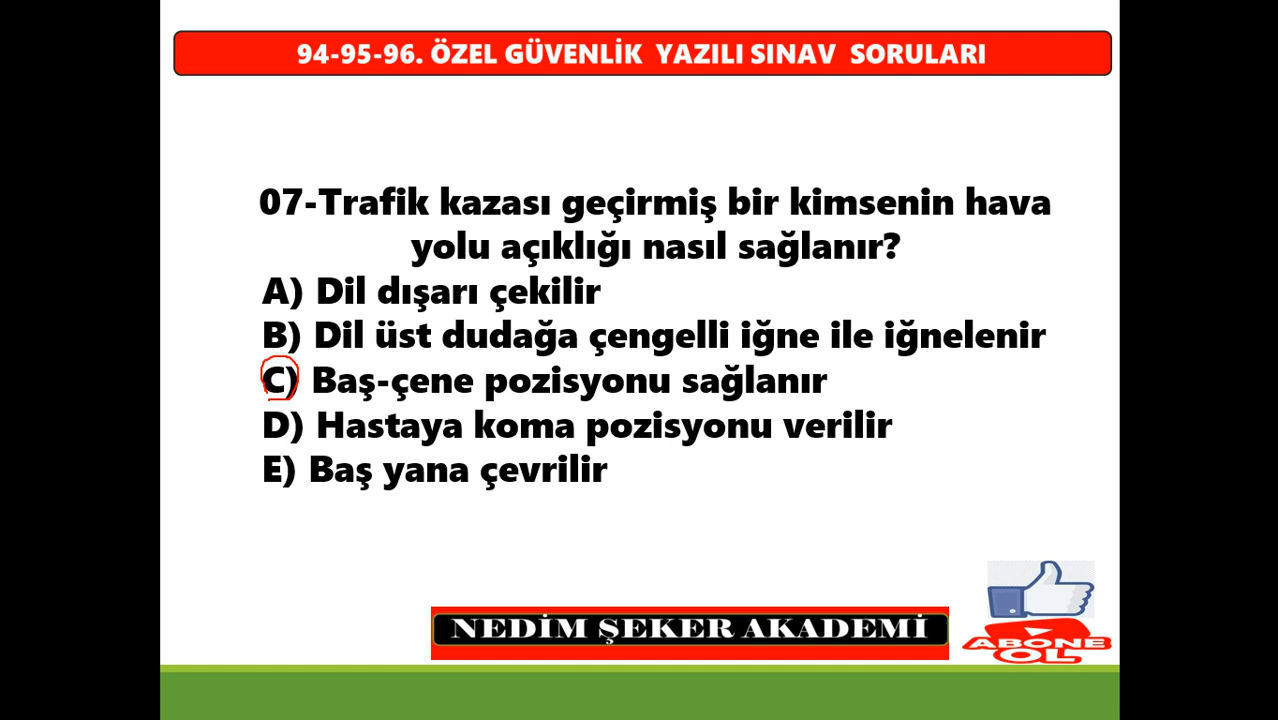 94-95-96. ÖZEL GÜVENLİK YAZILI SINAV SORULARI
07-Trafik kazası geçirmiş bir kimsenin hava
yolu açıklığı nasıl sağlanır?
A) Dil dışarı çekilir
B) Dil üst dudağa çengelli iğne ile iğnelenir
C) Baş-çene pozisyonu sağlanır
D) Hastaya koma pozisyonu verilir
E) Baş yana çevrilir
NEDİM ŞEKER AKADEMİ
ABONE
OL